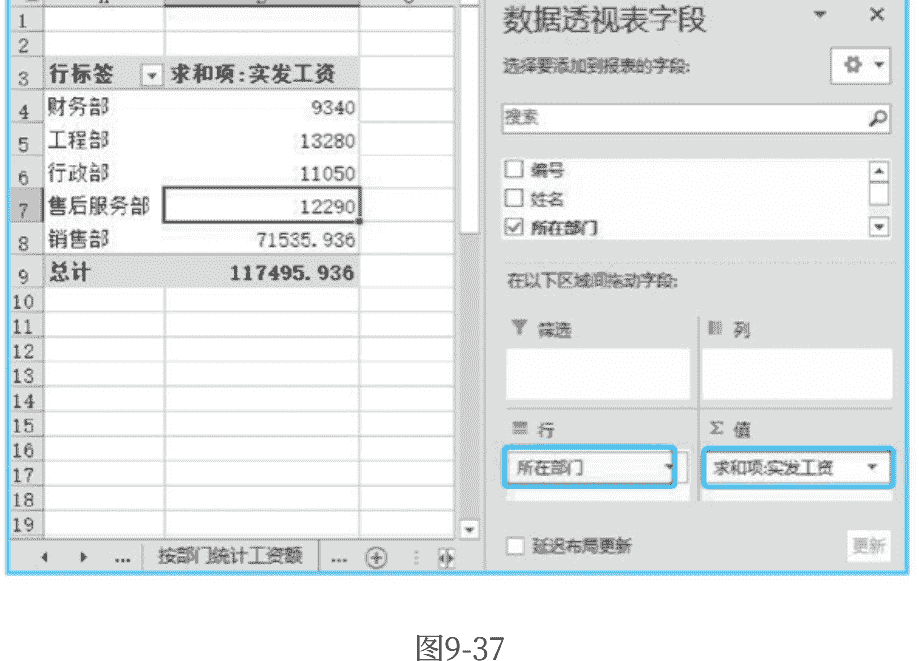 数据透视表字段
选择要添加到报表的字段:
搜索
编号
姓名
所在部门
在以下区域间拖动字段:
筛选
列
行
Σ 值
所在部门
求和项:实发工资
延迟布局更新
更新
1
2
3 行标签 求和项:实发工资
4 财务部 9340
5 工程部 13280
6 行政部 11050
7 售后服务部 12290
8 销售部 71535.936
9 总计 117495.936
10
11
12
13
14
15
16
17
18
19
... 按部门统计工资额 ...
图9-37